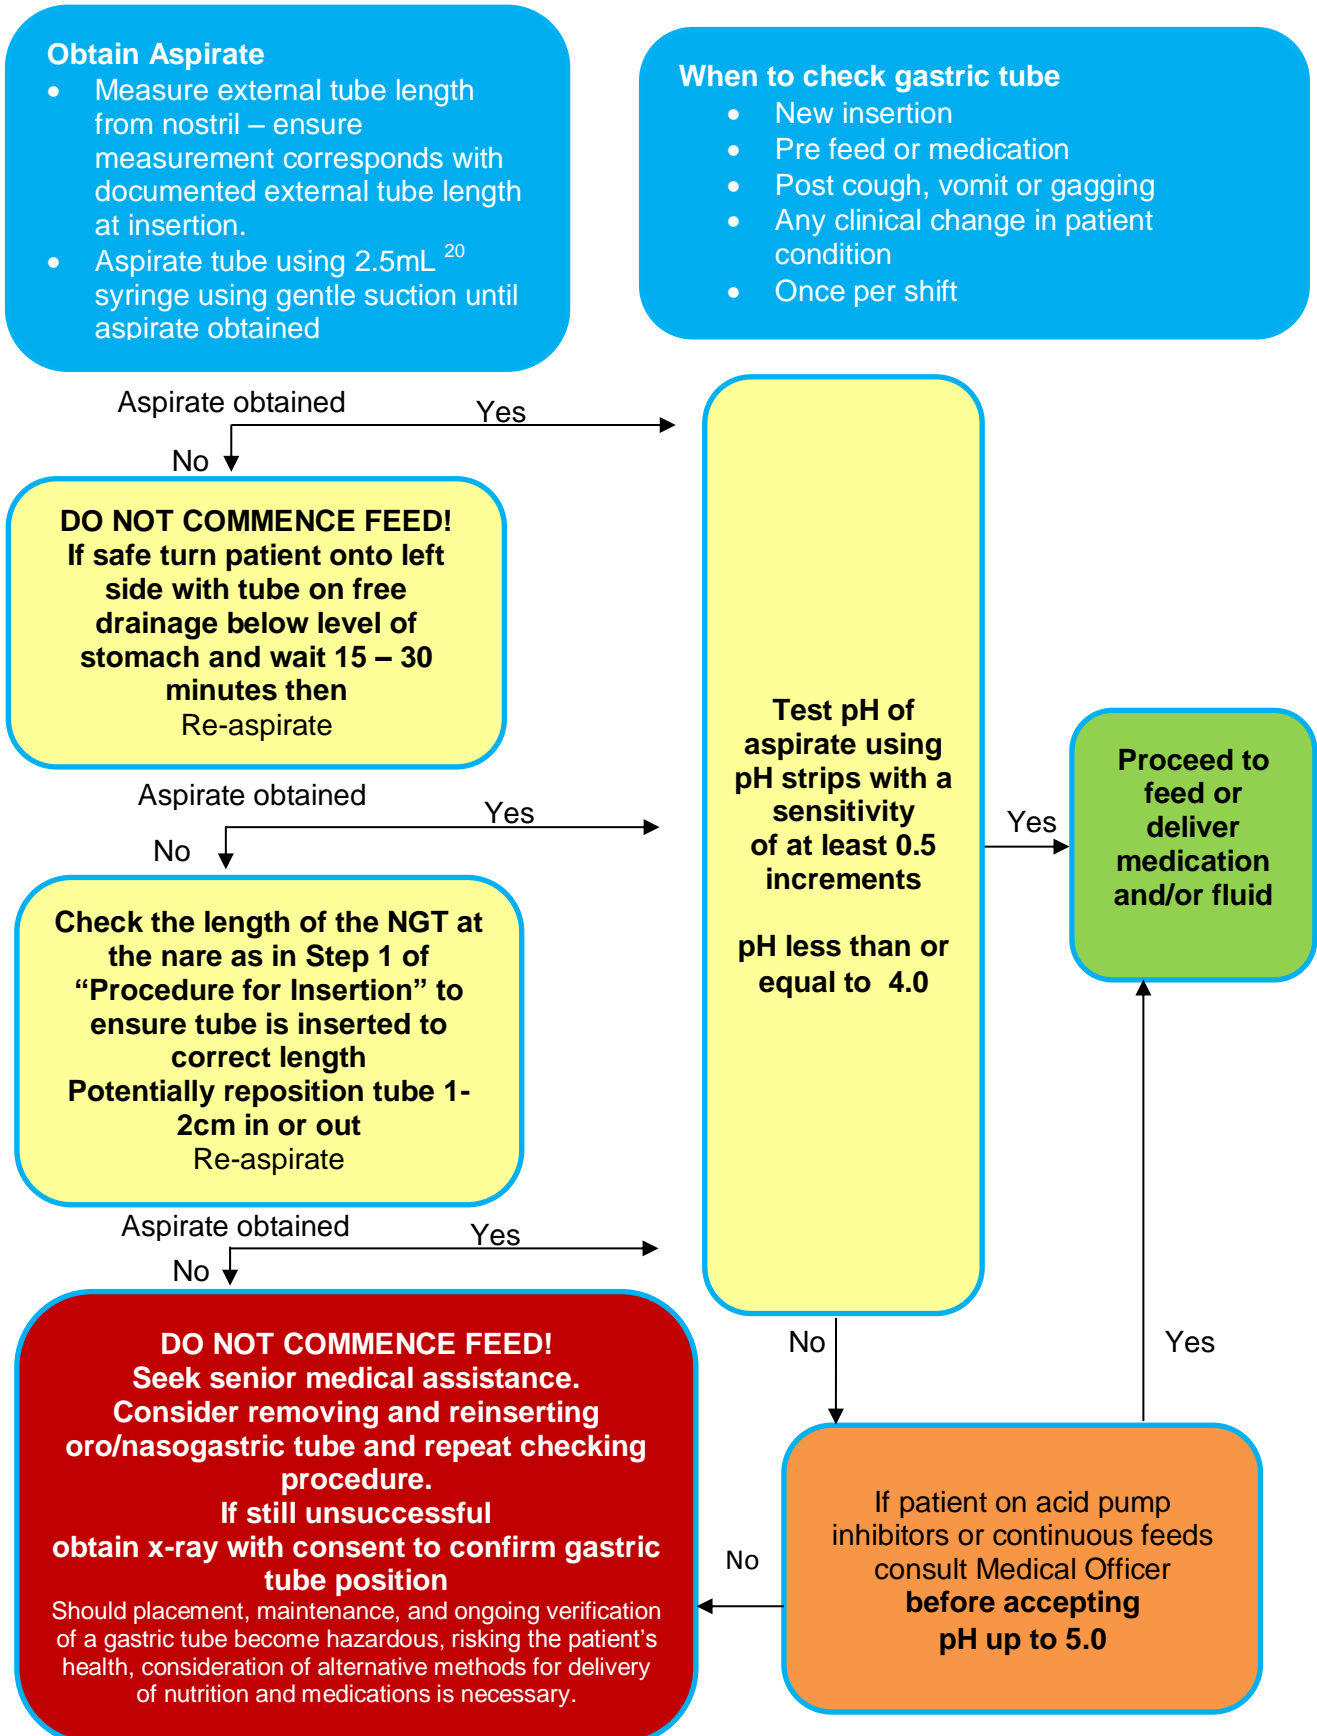 Obtain Aspirate
• Measure external tube length
from nostril – ensure
measurement corresponds with
documented external tube length
at insertion.
• Aspirate tube using 2.5mL 20
syringe using gentle suction until
aspirate obtained
When to check gastric tube
• New insertion
• Pre feed or medication
• Post cough, vomit or gagging
• Any clinical change in patient
condition
• Once per shift
Aspirate obtained
Yes
No
DO NOT COMMENCE FEED!
If safe turn patient onto left
side with tube on free
drainage below level of
stomach and wait 15 – 30
minutes then
Re-aspirate
Aspirate obtained
Yes
No
Check the length of the NGT at
the nare as in Step 1 of
“Procedure for Insertion” to
ensure tube is inserted to
correct length
Potentially reposition tube 1-
2cm in or out
Re-aspirate
Aspirate obtained
Yes
No
DO NOT COMMENCE FEED!
Seek senior medical assistance.
Consider removing and reinserting
oro/nasogastric tube and repeat checking
procedure.
If still unsuccessful
obtain x-ray with consent to confirm gastric
tube position
Should placement, maintenance, and ongoing verification
of a gastric tube become hazardous, risking the patient’s
health, consideration of alternative methods for delivery
of nutrition and medications is necessary.
Test pH of
aspirate using
pH strips with a
sensitivity
of at least 0.5
increments
pH less than or
equal to 4.0
Yes
Proceed to
feed or
deliver
medication
and/or fluid
No
Yes
If patient on acid pump
inhibitors or continuous feeds
consult Medical Officer
before accepting
pH up to 5.0
No